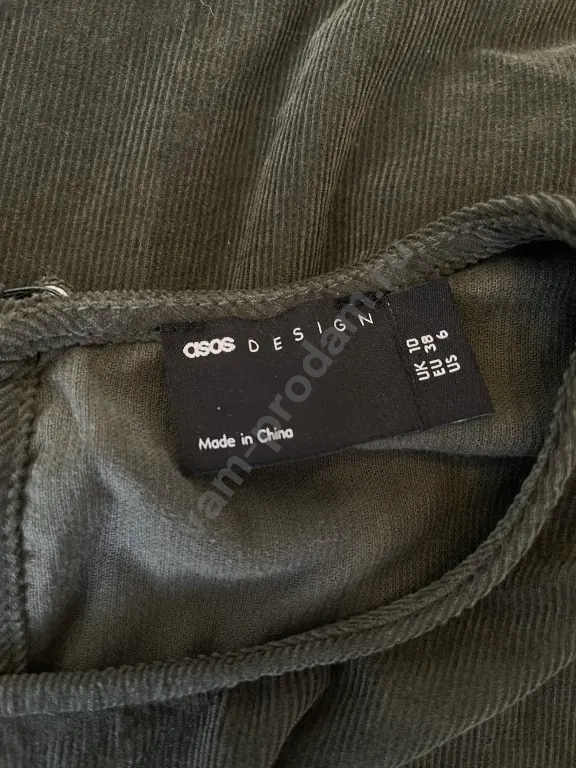 asos DESIGN
Made in China
UK 10
EU 38
US 6